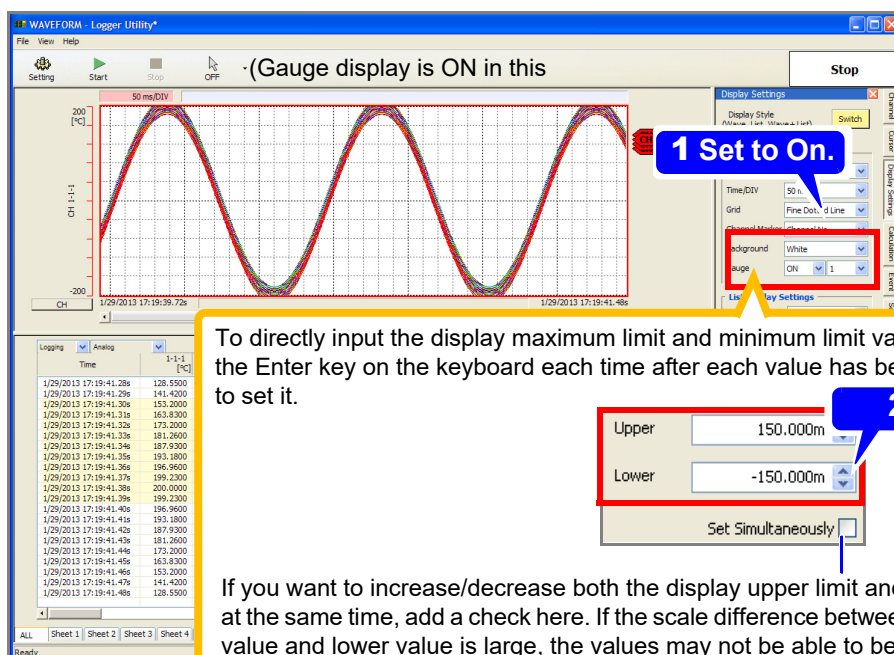 WAVEFORM - Logger Utility*
File View Help
Setting Start Stop OFF
(Gauge display is ON in this
Stop
50 ms/DIV
200
[°C]
CH 1-1-1
-200
CH
1/29/2013 17:19:39.72s
1/29/2013 17:19:41.48s
Display Settings
Display Style
Switch
1 Set to On.
Time/DIV 50
Grid Fine Dot d Line
ackground White
auge ON 1
Channel
Cursor
Display Settings
Calculation
Event
To directly input the display maximum limit and minimum limit va
the Enter key on the keyboard each time after each value has be
to set it.
Upper 150.000m
Lower -150.000m
Set Simultaneously
If you want to increase/decrease both the display upper limit and
at the same time, add a check here. If the scale difference betwee
value and lower value is large, the values may not be able to be
Logging Analog
Time 1-1-1
[°C]
1/29/2013 17:19:41.28s 128.5500
1/29/2013 17:19:41.29s 141.4200
1/29/2013 17:19:41.30s 153.2000
1/29/2013 17:19:41.31s 163.8300
1/29/2013 17:19:41.32s 173.2000
1/29/2013 17:19:41.33s 181.2600
1/29/2013 17:19:41.34s 187.9300
1/29/2013 17:19:41.35s 193.1800
1/29/2013 17:19:41.36s 196.9600
1/29/2013 17:19:41.37s 199.2300
1/29/2013 17:19:41.38s 200.0000
1/29/2013 17:19:41.39s 199.2300
1/29/2013 17:19:41.40s 196.9600
1/29/2013 17:19:41.41s 193.1800
1/29/2013 17:19:41.42s 187.9300
1/29/2013 17:19:41.43s 181.2600
1/29/2013 17:19:41.44s 173.2000
1/29/2013 17:19:41.45s 163.8300
1/29/2013 17:19:41.46s 153.2000
1/29/2013 17:19:41.47s 141.4200
1/29/2013 17:19:41.48s 128.5500
ALL Sheet 1 Sheet 2 Sheet 3 Sheet 4
Ready